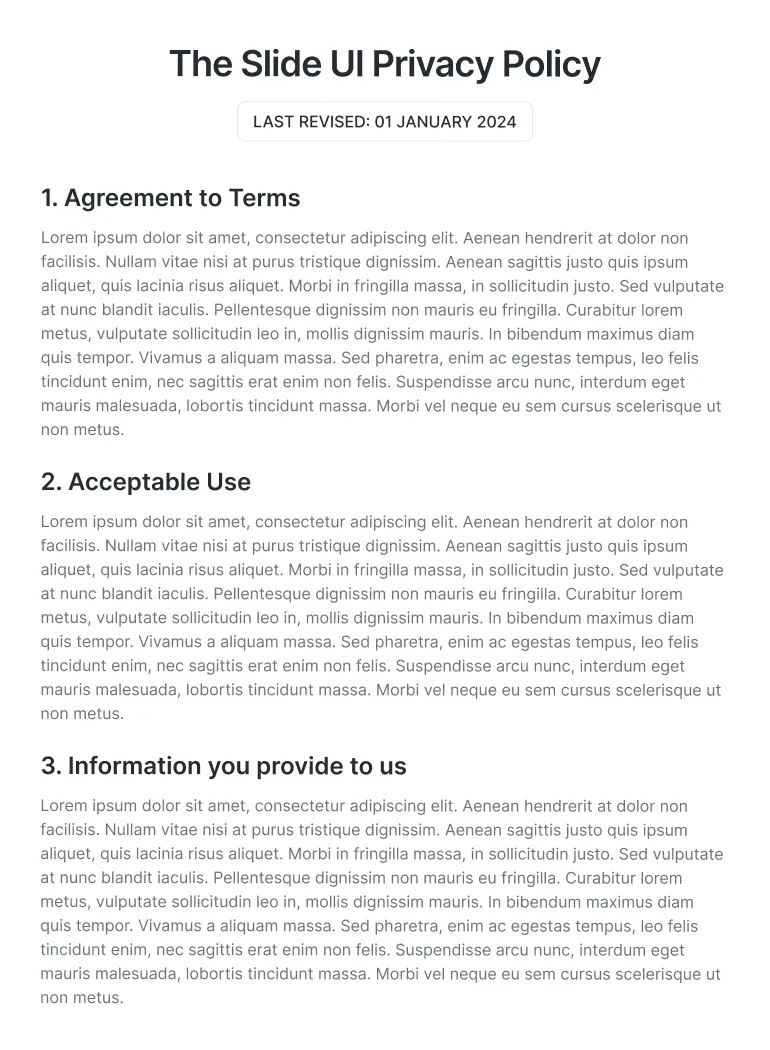 The Slide UI Privacy Policy
LAST REVISED: 01 JANUARY 2024
1. Agreement to Terms
Lorem ipsum dolor sit amet, consectetur adipiscing elit. Aenean hendrerit at dolor non
facilisis. Nullam vitae nisi at purus tristique dignissim. Aenean sagittis justo quis ipsum
aliquet, quis lacinia risus aliquet. Morbi in fringilla massa, in sollicitudin justo. Sed vulputate
at nunc blandit iaculis. Pellentesque dignissim non mauris eu fringilla. Curabitur lorem
metus, vulputate sollicitudin leo in, mollis dignissim mauris. In bibendum maximus diam
quis tempor. Vivamus a aliquam massa. Sed pharetra, enim ac egestas tempus, leo felis
tincidunt enim, nec sagittis erat enim non felis. Suspendisse arcu nunc, interdum eget
mauris malesuada, lobortis tincidunt massa. Morbi vel neque eu sem cursus scelerisque ut
non metus.
2. Acceptable Use
Lorem ipsum dolor sit amet, consectetur adipiscing elit. Aenean hendrerit at dolor non
facilisis. Nullam vitae nisi at purus tristique dignissim. Aenean sagittis justo quis ipsum
aliquet, quis lacinia risus aliquet. Morbi in fringilla massa, in sollicitudin justo. Sed vulputate
at nunc blandit iaculis. Pellentesque dignissim non mauris eu fringilla. Curabitur lorem
metus, vulputate sollicitudin leo in, mollis dignissim mauris. In bibendum maximus diam
quis tempor. Vivamus a aliquam massa. Sed pharetra, enim ac egestas tempus, leo felis
tincidunt enim, nec sagittis erat enim non felis. Suspendisse arcu nunc, interdum eget
mauris malesuada, lobortis tincidunt massa. Morbi vel neque eu sem cursus scelerisque ut
non metus.
3. Information you provide to us
Lorem ipsum dolor sit amet, consectetur adipiscing elit. Aenean hendrerit at dolor non
facilisis. Nullam vitae nisi at purus tristique dignissim. Aenean sagittis justo quis ipsum
aliquet, quis lacinia risus aliquet. Morbi in fringilla massa, in sollicitudin justo. Sed vulputate
at nunc blandit iaculis. Pellentesque dignissim non mauris eu fringilla. Curabitur lorem
metus, vulputate sollicitudin leo in, mollis dignissim mauris. In bibendum maximus diam
quis tempor. Vivamus a aliquam massa. Sed pharetra, enim ac egestas tempus, leo felis
tincidunt enim, nec sagittis erat enim non felis. Suspendisse arcu nunc, interdum eget
mauris malesuada, lobortis tincidunt massa. Morbi vel neque eu sem cursus scelerisque ut
non metus.